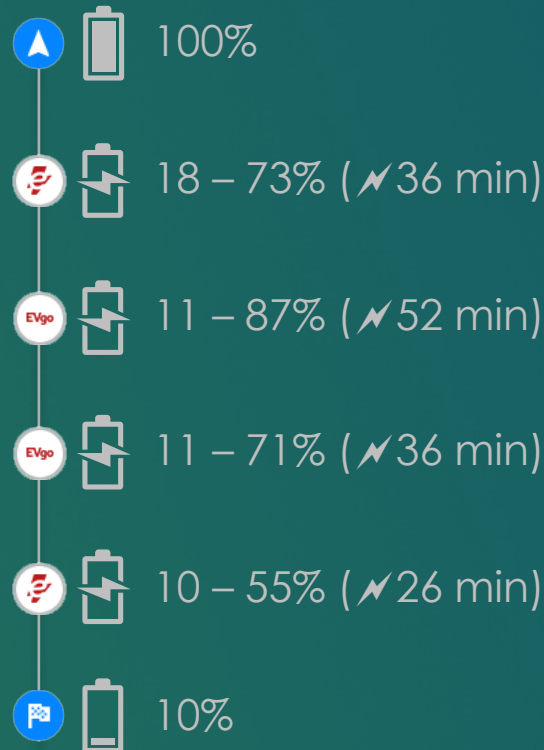 100%
18 – 73% (36 min)
EVgo 11 – 87% (52 min)
EVgo 11 – 71% (36 min)
10 – 55% (26 min)
10%